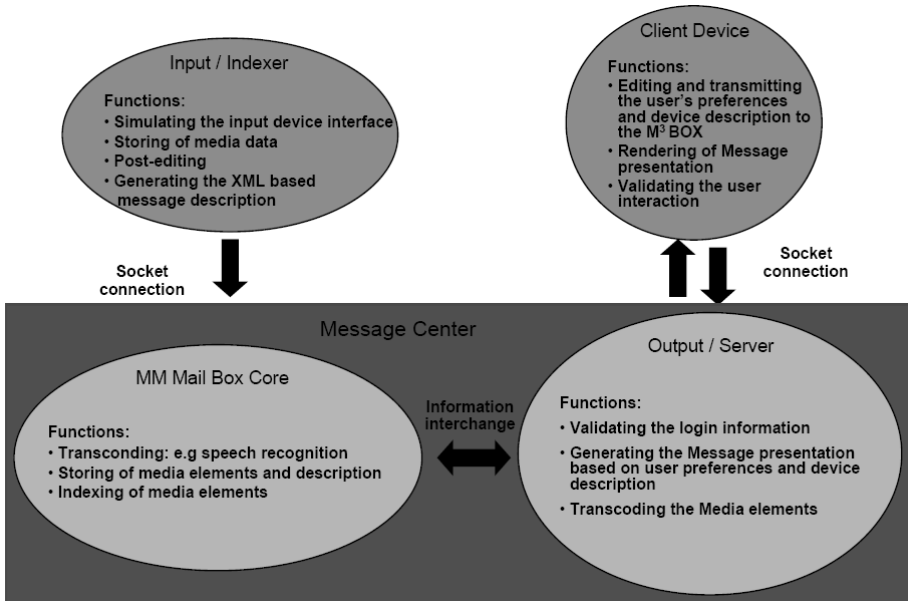 Input / Indexer
Functions:
• Simulating the input device interface
• Storing of media data
• Post-editing
• Generating the XML based
message description
Client Device
Functions:
• Editing and transmitting
the user's preferences
and device description to
the M³ BOX
• Rendering of Message
presentation
• Validating the user
interaction
Socket
connection
Socket
connection
Message Center
MM Mail Box Core
Functions:
• Transconding: e.g speech recognition
• Storing of media elements and description
• Indexing of media elements
Information
interchange
Output / Server
Functions:
• Validating the login information
• Generating the Message presentation
based on user preferences and device
description
• Transcoding the Media elements